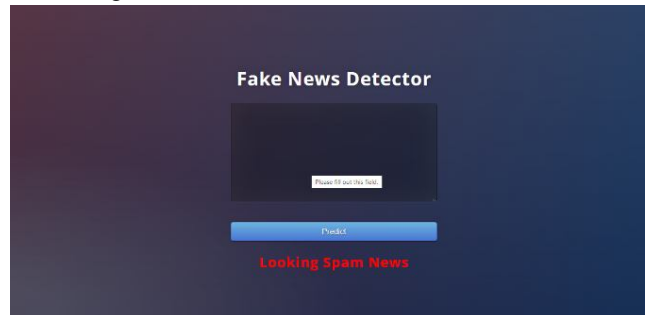 Fake News Detector
Please fill out this field.
Predict
Looking Spam News